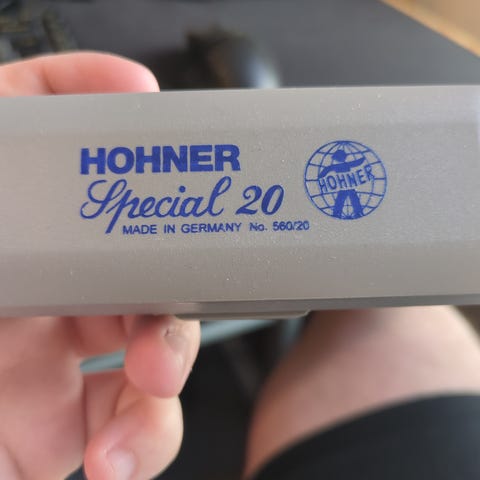 HOHNER
Special 20
MADE IN GERMANY No. 560/20
HOHNER